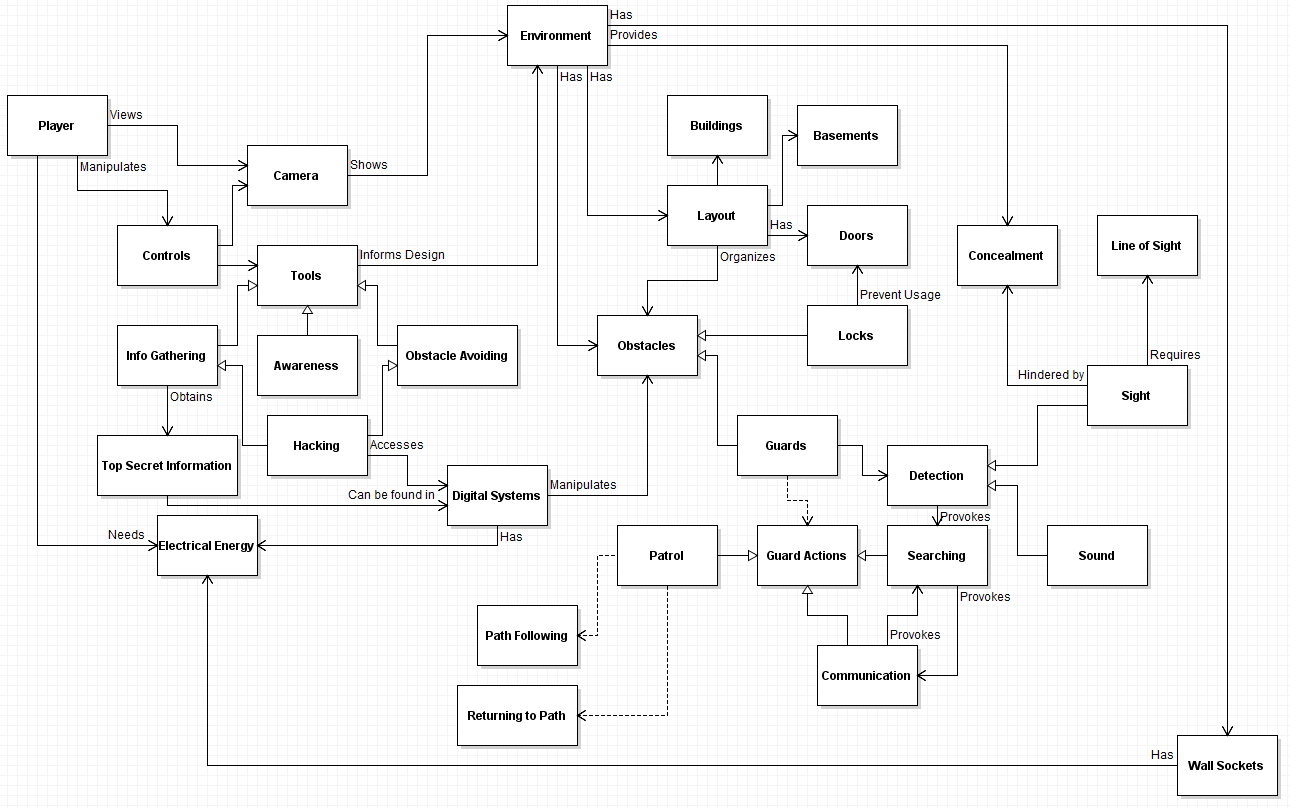 Has
Environment
Provides
Has
Has
Player
Views
Manipulates
Buildings
Basements
Camera
Shows
Layout
Has
Doors
Organizes
Concealment
Line of Sight
Controls
Tools
Informs Design
Prevent Usage
Info Gathering
Awareness
Obstacle Avoiding
Obstacles
Locks
Requires
Hindered by
Sight
Obtains
Top Secret Information
Hacking
Accesses
Can be found in
Digital Systems
Manipulates
Guards
Detection
Provokes
Needs
Electrical Energy
Has
Patrol
Guard Actions
Searching
Sound
Provokes
Path Following
Provokes
Communication
Returning to Path
Has
Wall Sockets